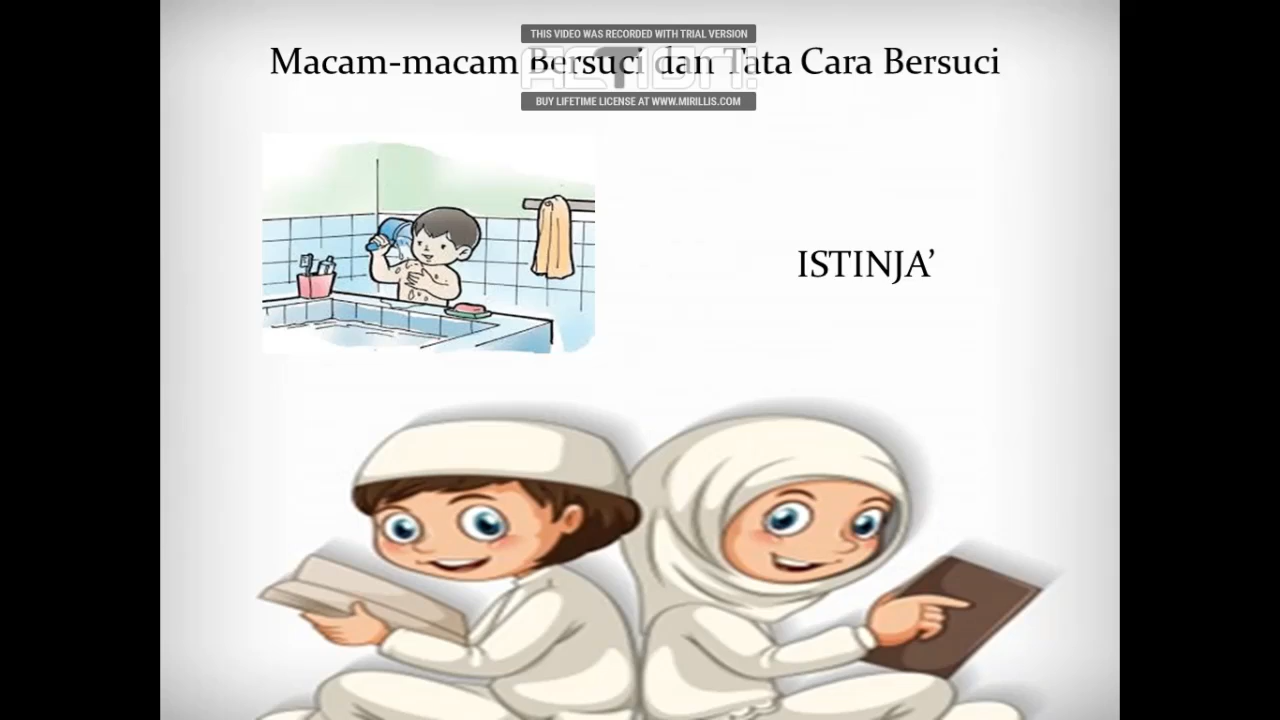 THIS VIDEO WAS RECORDED WITH TRIAL VERSION
ACTION!
Macam-macam Bersuci dan Tata Cara Bersuci
BUY LIFETIME LICENSE AT WWW.MIRILLIS.COM
ISTINJA’